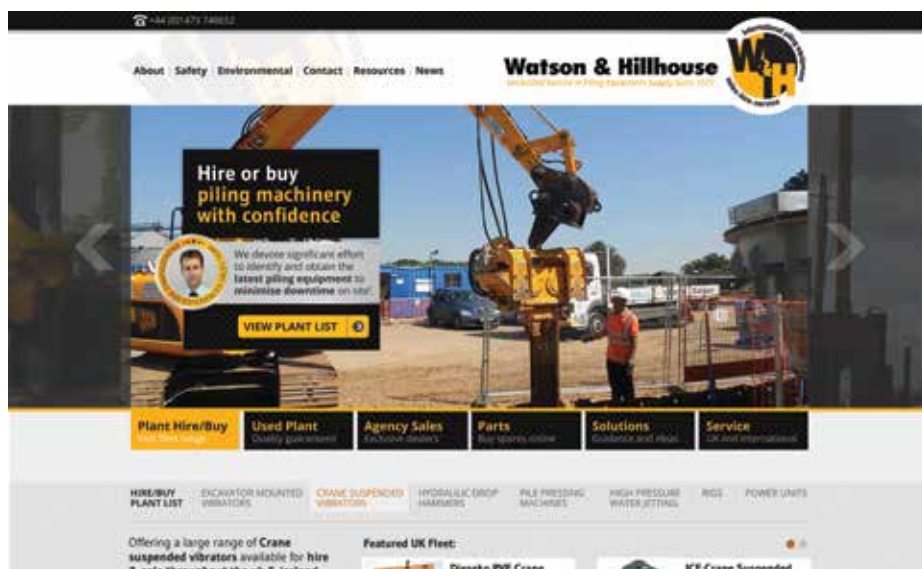 +44 (0)1473 748652
About Safety Environmental Contact Resources News
Watson & Hillhouse
W&H
Hire or buy
piling machinery
with confidence
We devote significant effort
to identify and obtain the
latest piling equipment to
minimise downtime on site'.
VIEW PLANT LIST
Plant Hire/Buy
Used Plant
Quality guaranteed
Agency Sales
Exclusive dealers
Parts
Buy spares online
Solutions
Guidance and ideas
Service
UK and International
HIRE/BUY
PLANT LIST
EXCAVATOR MOUNTED
VIBRATORS
CRANE SUSPENDED
VIBRATORS
HYDRAULIC DROP
HAMMERS
PILE PRESSING
MACHINES
HIGH PRESSURE
WATER JETTING
RIGS
POWER UNITS
Offering a large range of Crane
suspended vibrators available for hire
Featured UK Fleet:
PVE Crane
ICE Crane Suspended